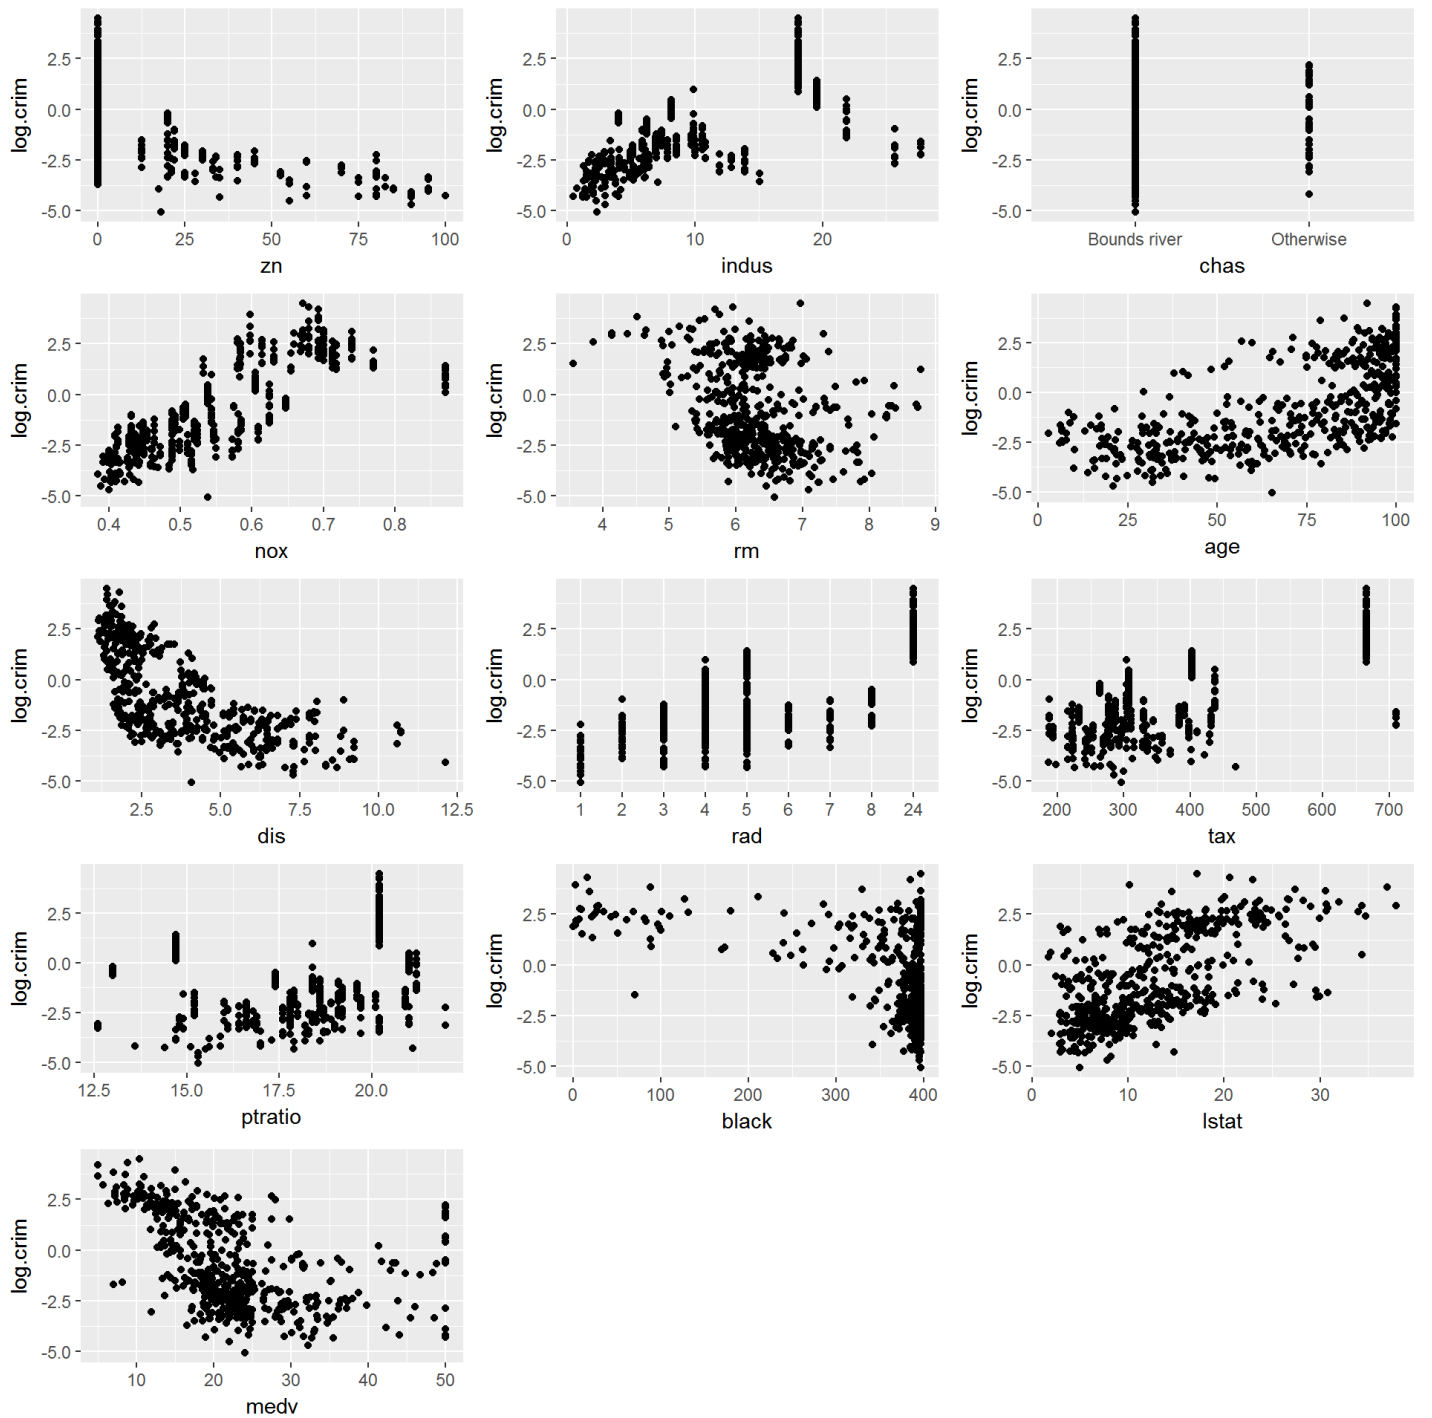 log.crim
2.5
0.0
-2.5
-5.0
0 25 50 75 100
zn
log.crim
2.5
0.0
-2.5
-5.0
0 10 20
indus
log.crim
2.5
0.0
-2.5
-5.0
Bounds river Otherwise
chas
log.crim
2.5
0.0
-2.5
-5.0
0.4 0.5 0.6 0.7 0.8
nox
log.crim
2.5
0.0
-2.5
-5.0
4 5 6 7 8 9
rm
log.crim
2.5
0.0
-2.5
-5.0
0 25 50 75 100
age
log.crim
2.5
0.0
-2.5
-5.0
2.5 5.0 7.5 10.0 12.5
dis
log.crim
2.5
0.0
-2.5
-5.0
1 2 3 4 5 6 7 8 24
rad
log.crim
2.5
0.0
-2.5
-5.0
200 300 400 500 600 700
tax
log.crim
2.5
0.0
-2.5
-5.0
12.5 15.0 17.5 20.0
ptratio
log.crim
2.5
0.0
-2.5
-5.0
0 100 200 300 400
black
log.crim
2.5
0.0
-2.5
-5.0
0 10 20 30
lstat
log.crim
2.5
0.0
-2.5
-5.0
10 20 30 40 50
medv